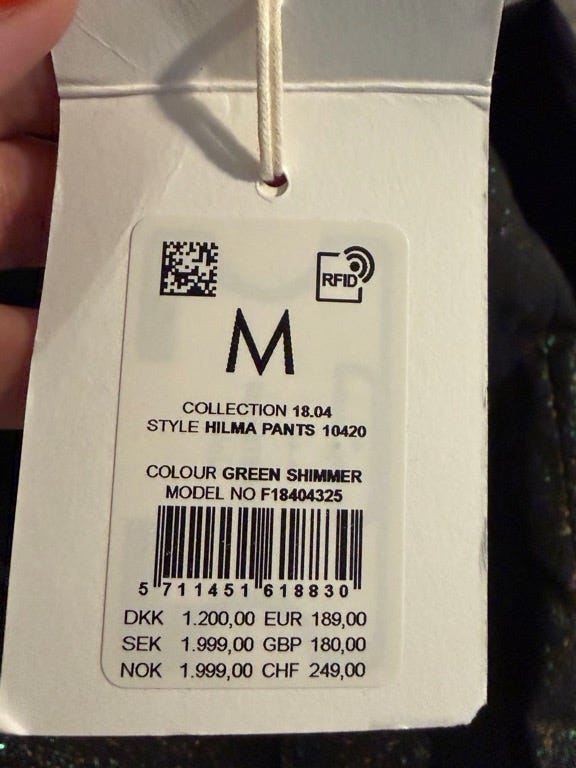 RFID
M
COLLECTION 18.04
STYLE HILMA PANTS 10420
COLOUR GREEN SHIMMER
MODEL NO F18404325
5 711451 618830
DKK 1.200,00 EUR 189,00
SEK 1.999,00 GBP 180,00
NOK 1.999,00 CHF 249,00